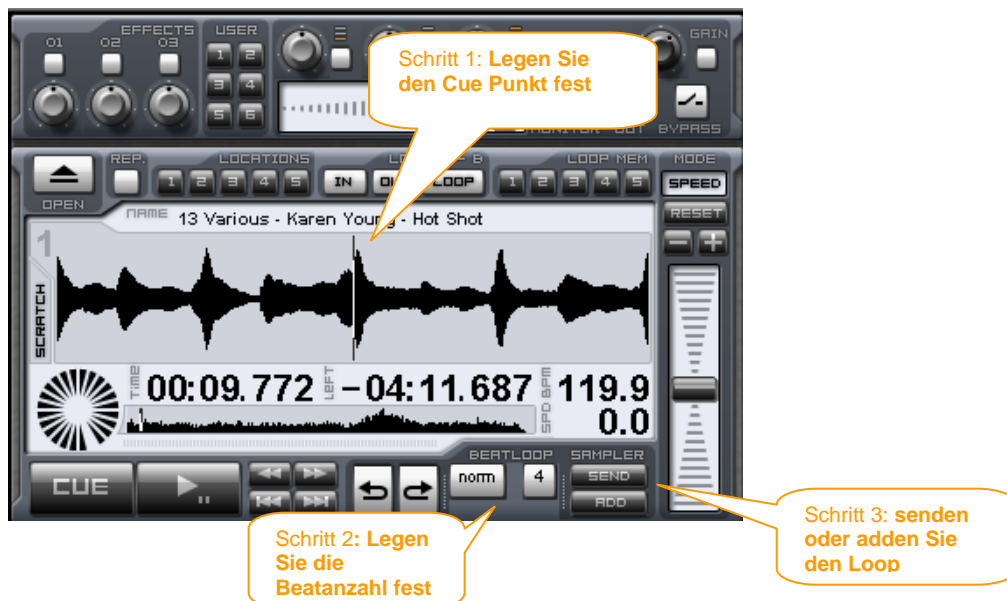 EFFECTS
USER
GAIN
01 02 03
1 2
3 4
5 6
Schritt 1: Legen Sie
den Cue Punkt fest
MONITOR OUT
BYPASS
REP.
LOCATIONS
LOOP MEM
MODE
1 2 3 4 5
IN
LOOP
1 2 3 4 5
SPEED
OPEN
RESET
NAME 13 Various - Karen Young - Hot Shot
1
SCRATCH
TIME 00:09.772 LEFT -04:11.687 BPM 119.9
SPD 0.0
BEATLOOP
SAMPLER
CUE
norm
4
SEND
ADD
Schritt 2: Legen
Sie die
Beatanzahl fest
Schritt 3: senden
oder adden Sie
den Loop